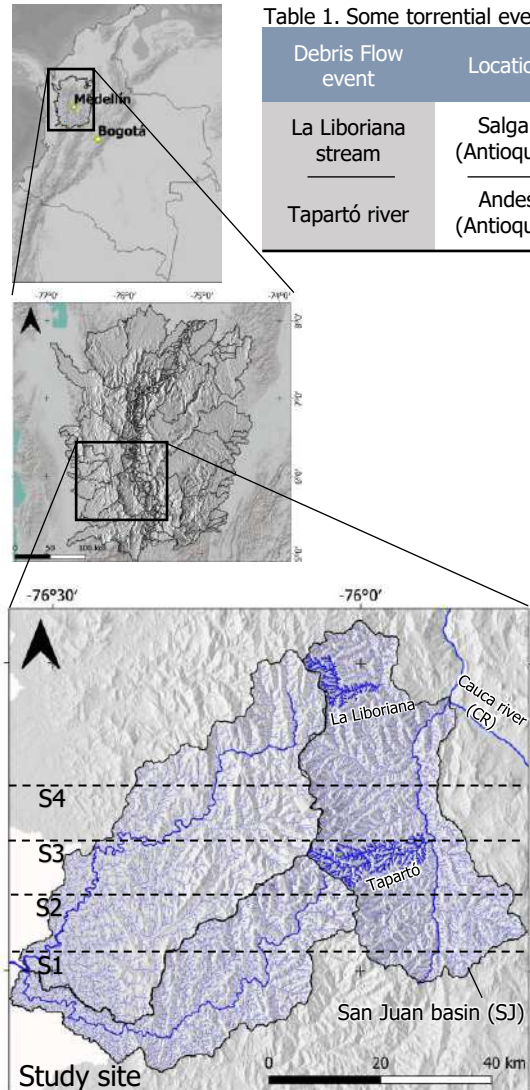 Table 1. Some torrential eve
Debris Flow
event
Locatio
La Liboriana
stream
Salga
(Antioqu
Tapartó river
Andes
(Antioqu
Medellín
Bogotá
-77°0' -76°0' -75°0' -74°0'
8°0'
7°0'
6°0'
5°0'
0 50 100 km
-76°30' -76°0'
La Liboriana
Cauca river
(CR)
S4
S3
Tapartó
S2
S1
San Juan basin (SJ)
Study site
0 20 40 km